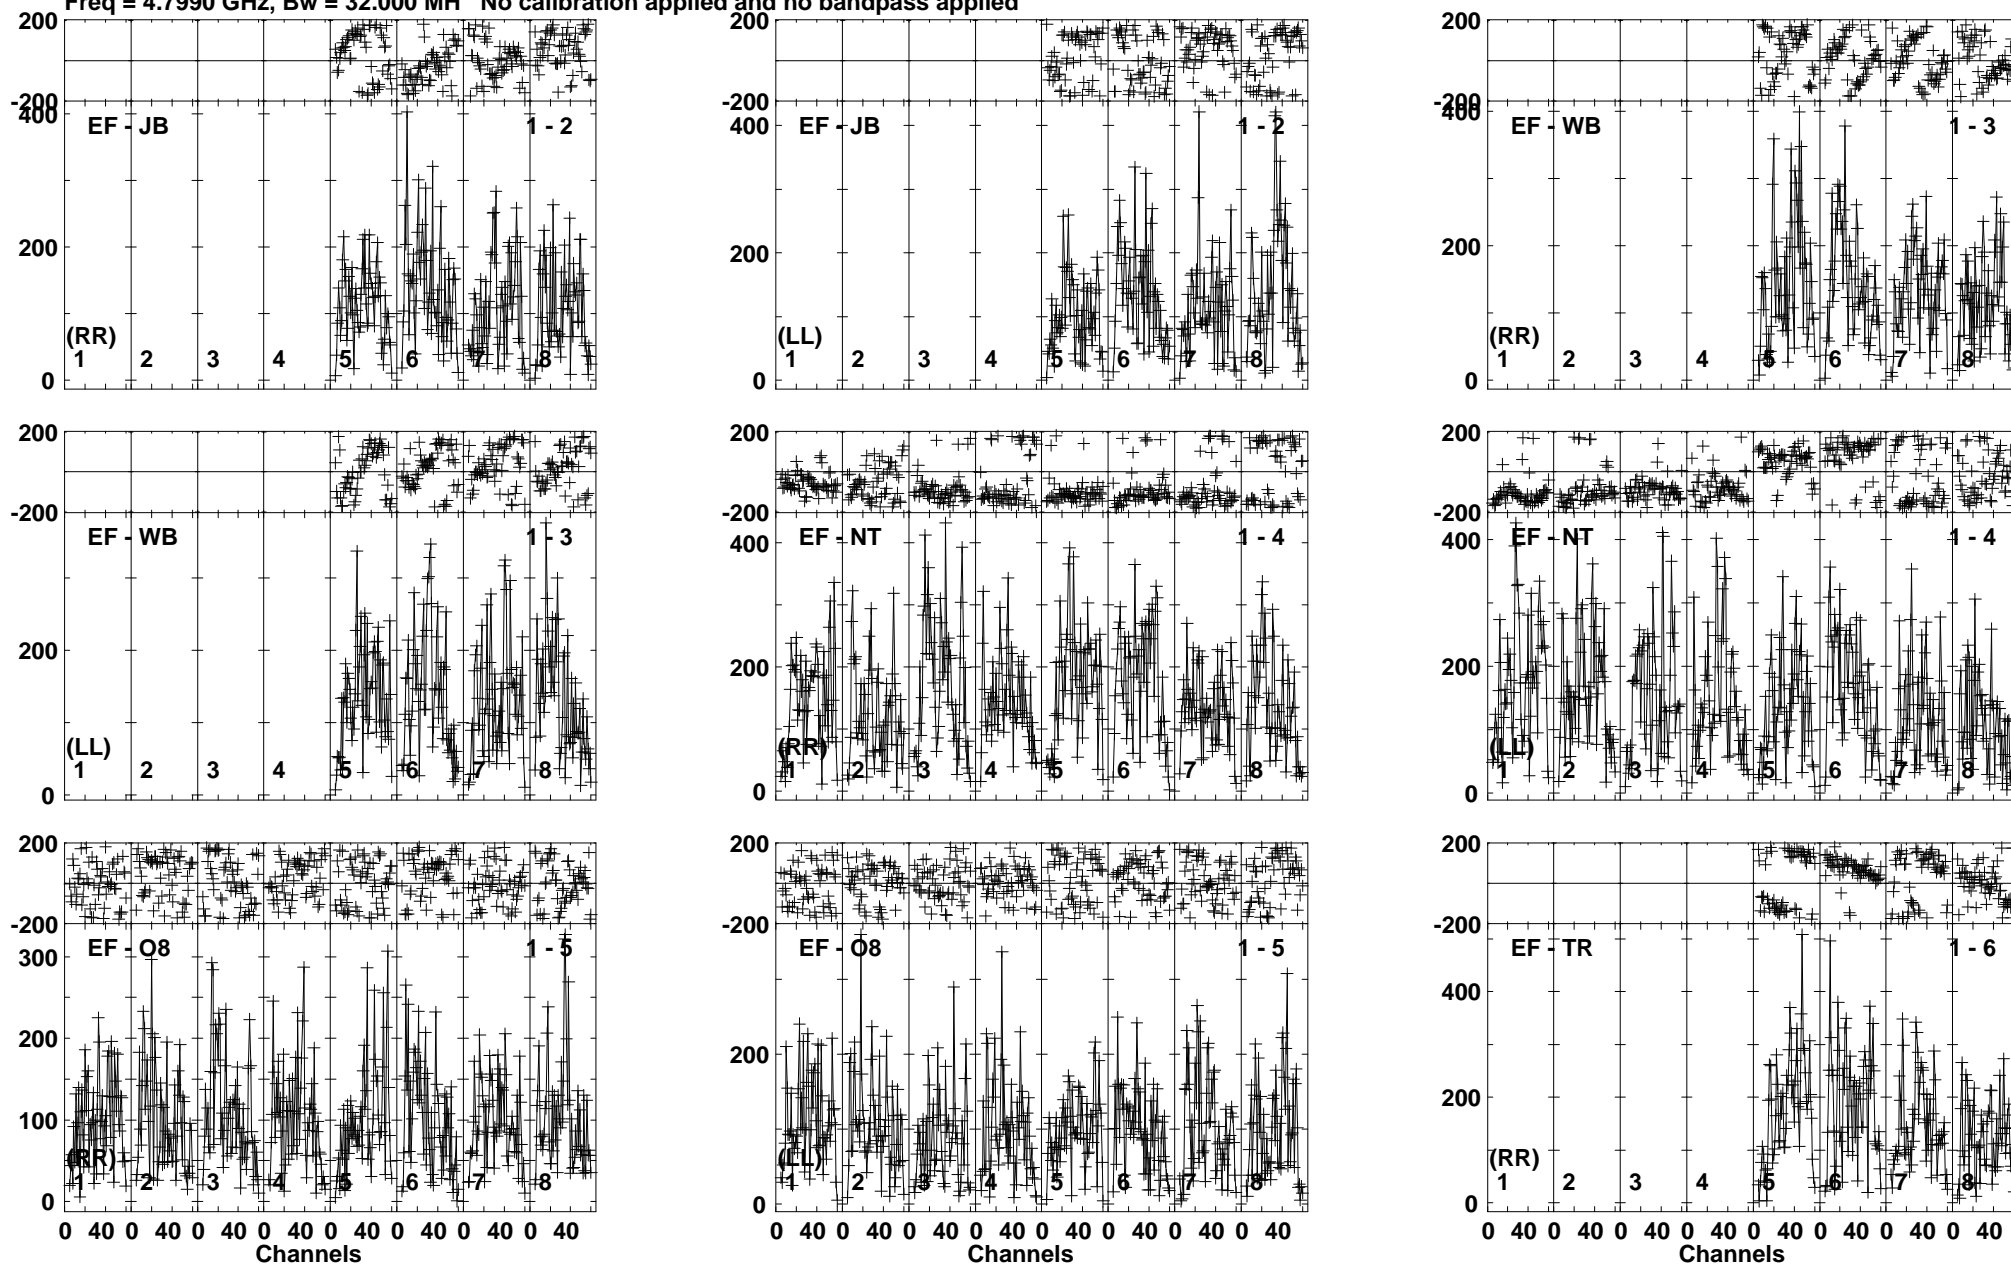 Freq = 4.7990 GHz, Bw = 32.000 MH No calibration applied and no bandpass applied
200 200 200
-200 -200 -200
400 EF - JB 1 - 2 400 EF - JB 1 - 2 400 EF - WB 1 - 3
200 200 200
(RR) (LL) (RR)
1 2 3 4 5 6 7 8 1 2 3 4 5 6 7 8 1 2 3 4 5 6 7 8
0 0 0
200 200 200
-200 -200 -200
EF - WB 1 - 3 400 EF - NT 1 - 4 400 EF - NT 1 - 4
200 200 200
(LL) (RR) (LL)
1 2 3 4 5 6 7 8 1 2 3 4 5 6 7 8 1 2 3 4 5 6 7 8
0 0 0
200 200 200
-200 -200 -200
300 EF - O8 1 - 5 EF - O8 1 - 5 EF - TR 1 - 6
400
200 200 200
100
(RR) (LL) (RR)
1 2 3 4 5 6 7 8 1 2 3 4 5 6 7 8 1 2 3 4 5 6 7 8
0 0 0
0 40 0 40 0 40 0 40 0 40 0 40 0 40 0 40 0 40 0 40 0 40 0 40 0 40 0 40 0 40 0 40 0 40 0 40 0 40 0 40 0 40 0 40 0 40 0 40
Channels Channels Channels